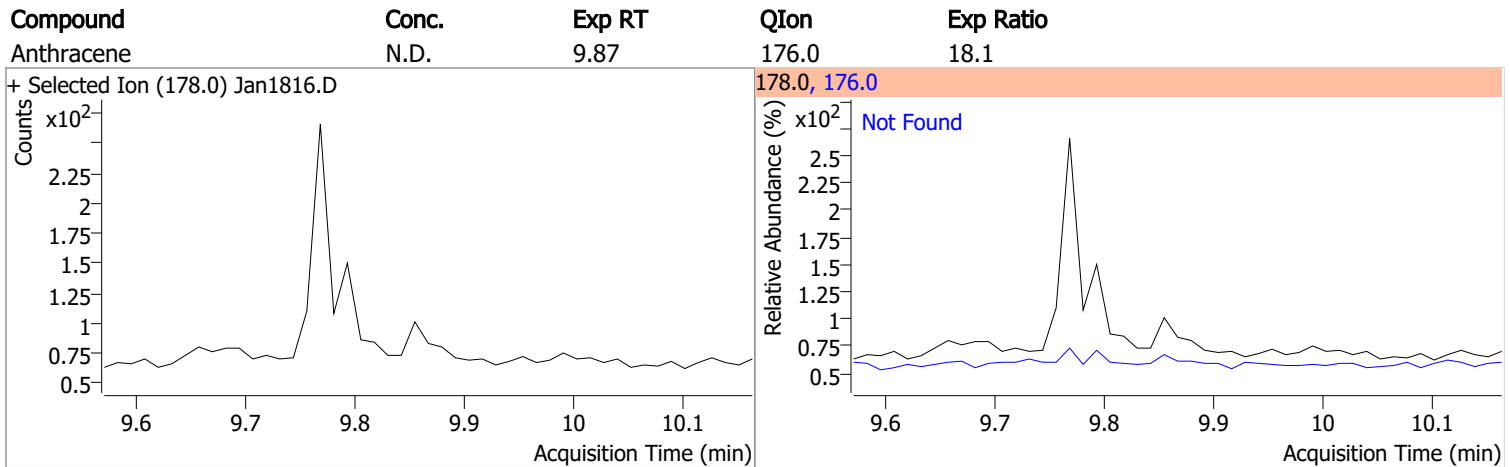 Compound Conc. Exp RT QIon Exp Ratio
Anthracene N.D. 9.87 176.0 18.1
+ Selected Ion (178.0) Jan1816.D
Counts
x10²
2.25
2
1.75
1.5
1.25
1
0.75
0.5
9.6 9.7 9.8 9.9 10 10.1
Acquisition Time (min)
178.0, 176.0
Relative Abundance (%)
x10²
Not Found
2.5
2.25
2
1.75
1.5
1.25
1
0.75
0.5
9.6 9.7 9.8 9.9 10 10.1
Acquisition Time (min)